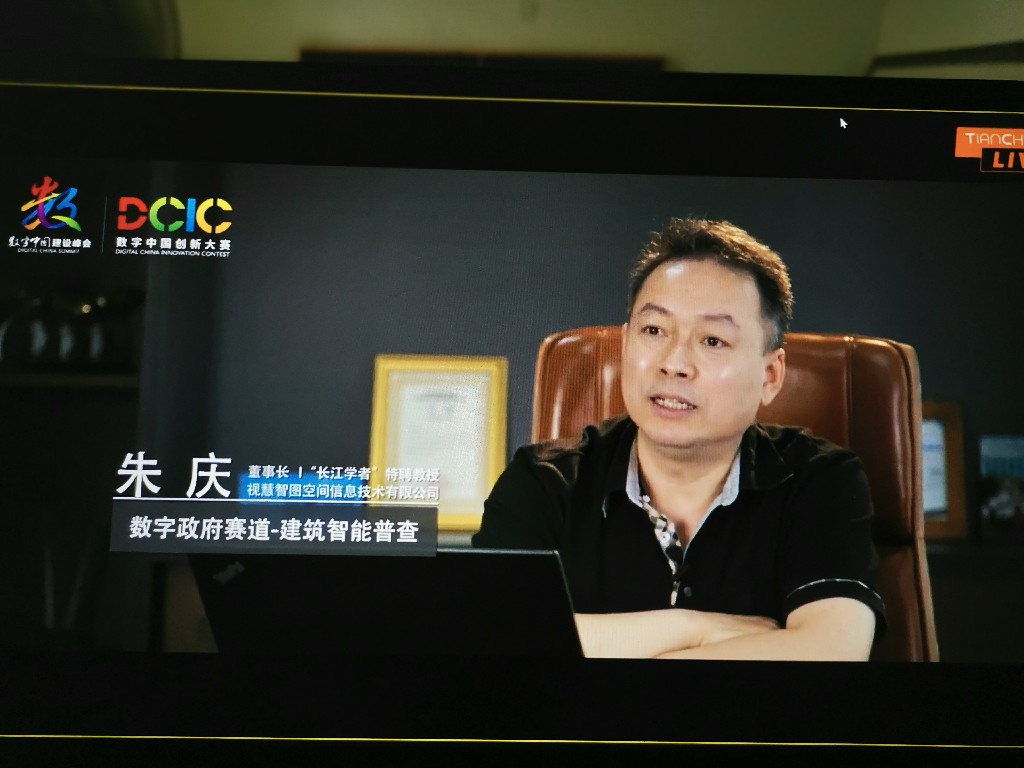 TIANCH
LIV
数
DCIC
数字中国建设峰会
数字中国创新大赛
DIGITAL CHINA SUMMIT
DIGITAL CHINA INNOVATION CONTEST
朱 庆
董事长 | “长江学者”特聘教授
视慧智图空间信息技术有限公司
数字政府赛道-建筑智能普查